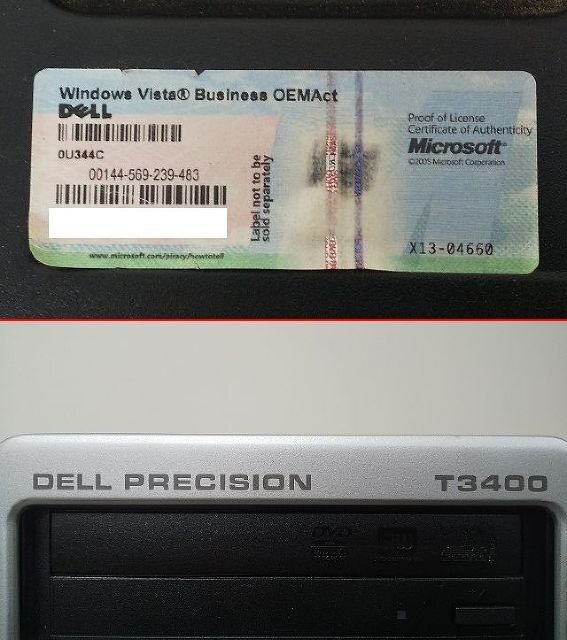 Windows Vista® Business OEMAct
DELL
0U344C
00144-569-239-483
Label not to be
sold separately
www.microsoft.com/piracy/howtotell
Proof of License
Certificate of Authenticity
Microsoft®
©2005 Microsoft Corporation
X13-04660
DELL PRECISION T3400
DVD